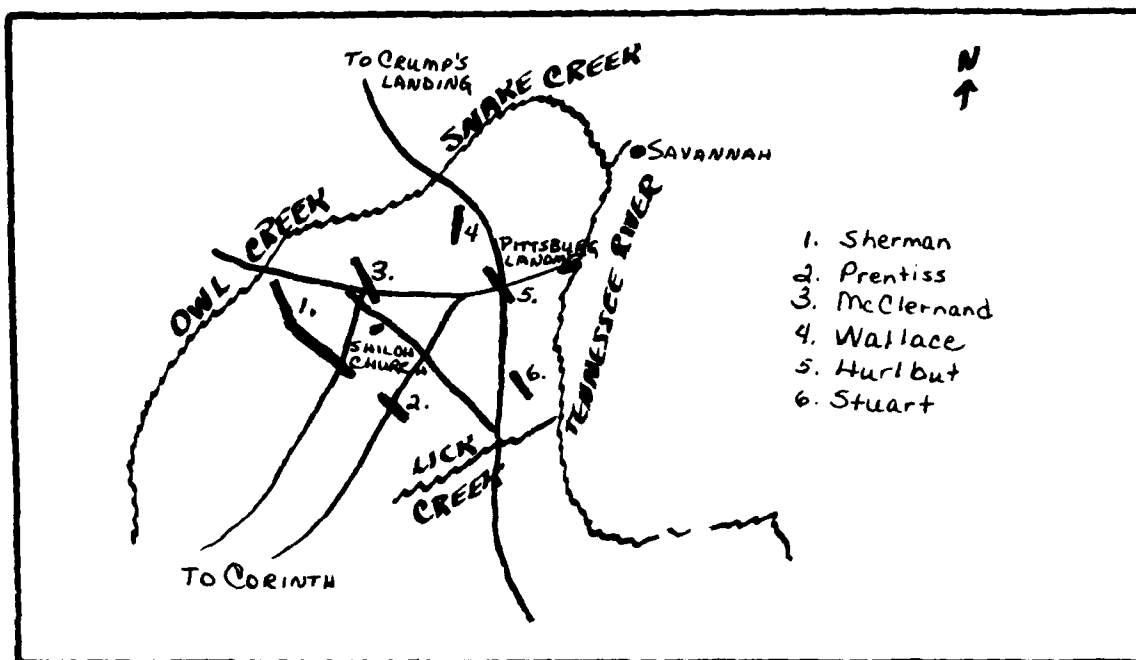 TO CRUMP'S
LANDING
SNAKE CREEK
N
SAVANNAH
OWL CREEK
4
PITTSBURG
LANDING
TENNESSEE RIVER
3.
5.
1.
SHILOH
CHURCH
6.
2.
LICK
CREEK
TO CORINTH
1. Sherman
2. Prentiss
3. McClernand
4. Wallace
5. Hurlbut
6. Stuart